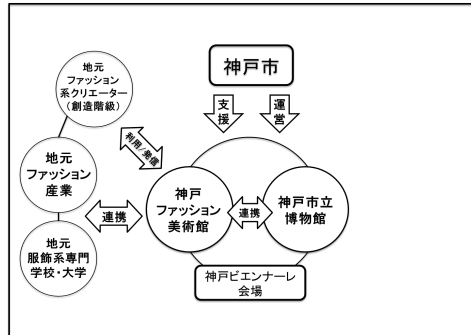 神戸市
支援
運営
地元
ファッション
系クリエーター
(創造階級)
利用/発信
地元
ファッション
産業
連携
地元
服飾系専門
学校・大学
神戸
ファッション
美術館
連携
神戸市立
博物館
神戸ビエンナーレ
会場